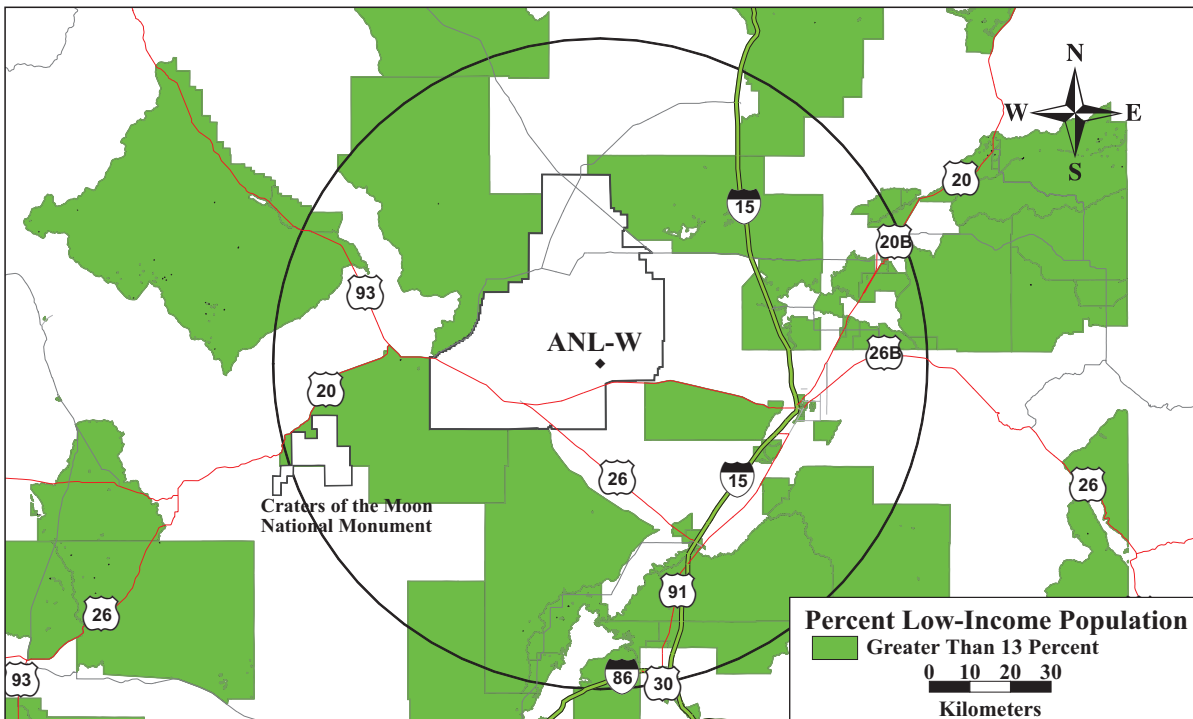 N
W E
S
20
15
20B
93
ANL-W
26B
20
26
15
26
Craters of the Moon
National Monument
91
26
93
86
30
Percent Low-Income Population
Greater Than 13 Percent
0 10 20 30
Kilometers